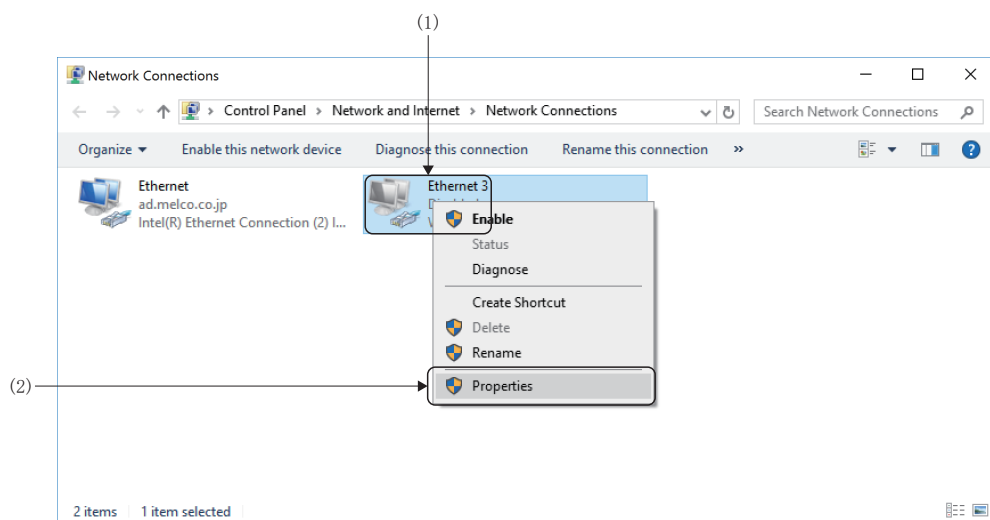 (1)
Network Connections
Control Panel > Network and Internet > Network Connections
Search Network Connections
Organize Enable this network device Diagnose this connection Rename this connection »
Ethernet
ad.melco.co.jp
Intel(R) Ethernet Connection (2) I...
Ethernet 3
Enable
Status
Diagnose
Create Shortcut
Delete
Rename
(2)
Properties
2 items 1 item selected